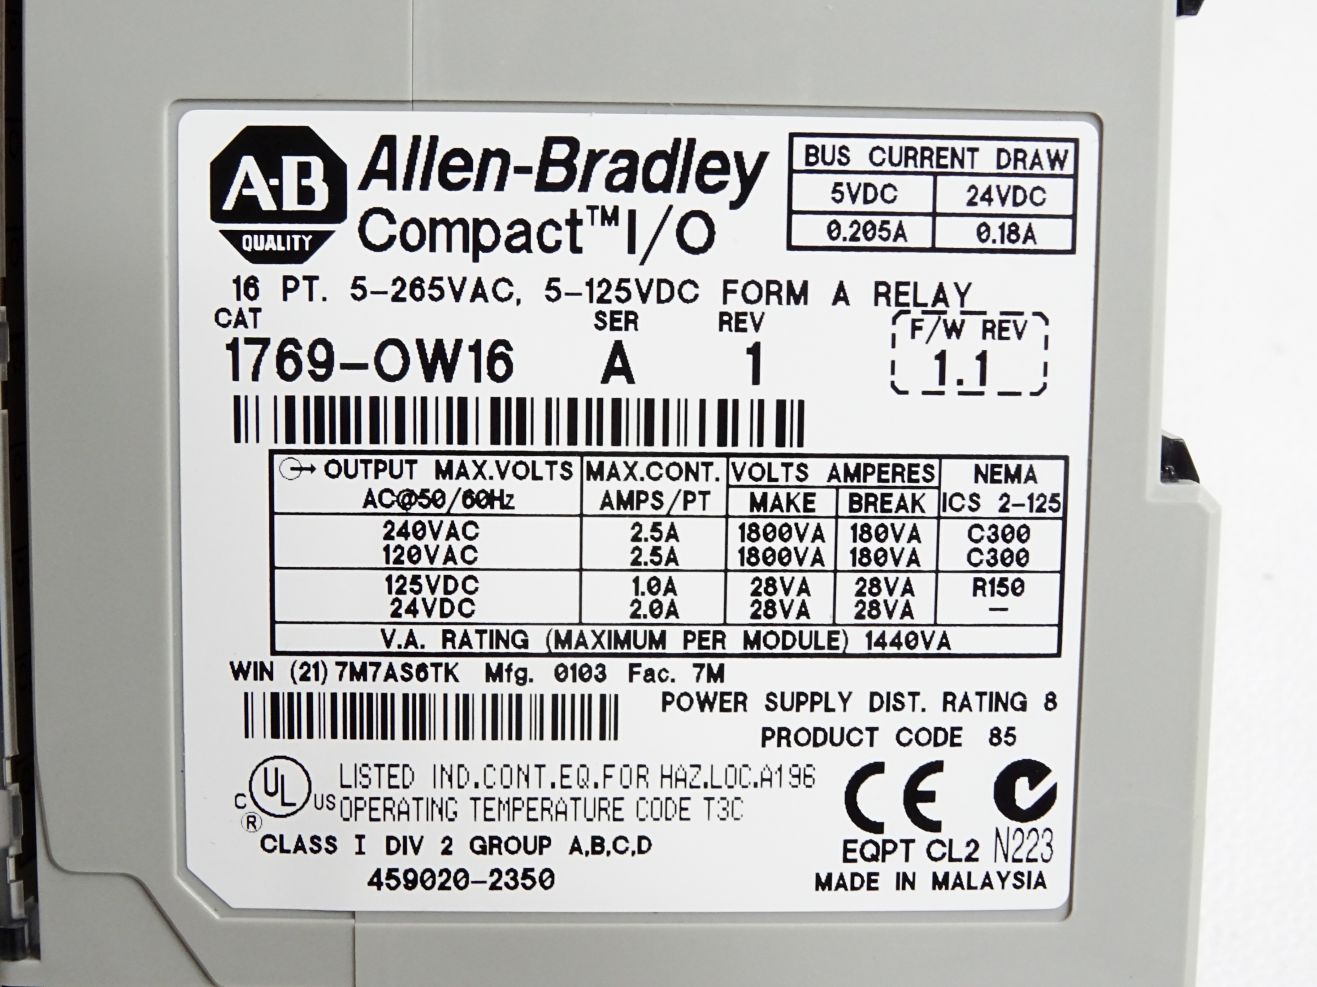 A-B
QUALITY
Allen-Bradley
Compact™ I/O
BUS CURRENT DRAW
5VDC 24VDC
0.205A 0.18A
16 PT. 5-265VAC, 5-125VDC FORM A RELAY
CAT SER REV F/W REV
1769-OW16 A 1 1.1
OUTPUT MAX.VOLTS MAX.CONT. VOLTS AMPERES NEMA
AC@50/60Hz AMPS/PT MAKE BREAK ICS 2-125
240VAC 2.5A 1800VA 180VA C300
120VAC 2.5A 1800VA 180VA C300
125VDC 1.0A 28VA 28VA R150
24VDC 2.0A 28VA 28VA —
V.A. RATING (MAXIMUM PER MODULE) 1440VA
WIN (21) 7M7AS6TK Mfg. 0103 Fac. 7M
POWER SUPPLY DIST. RATING 8
PRODUCT CODE 85
C UL US ®
LISTED IND.CONT.EQ.FOR HAZ.LOC.A196
OPERATING TEMPERATURE CODE T3C
CLASS I DIV 2 GROUP A,B,C,D
459020-2350
CE
EQPT CL2 N223
MADE IN MALAYSIA